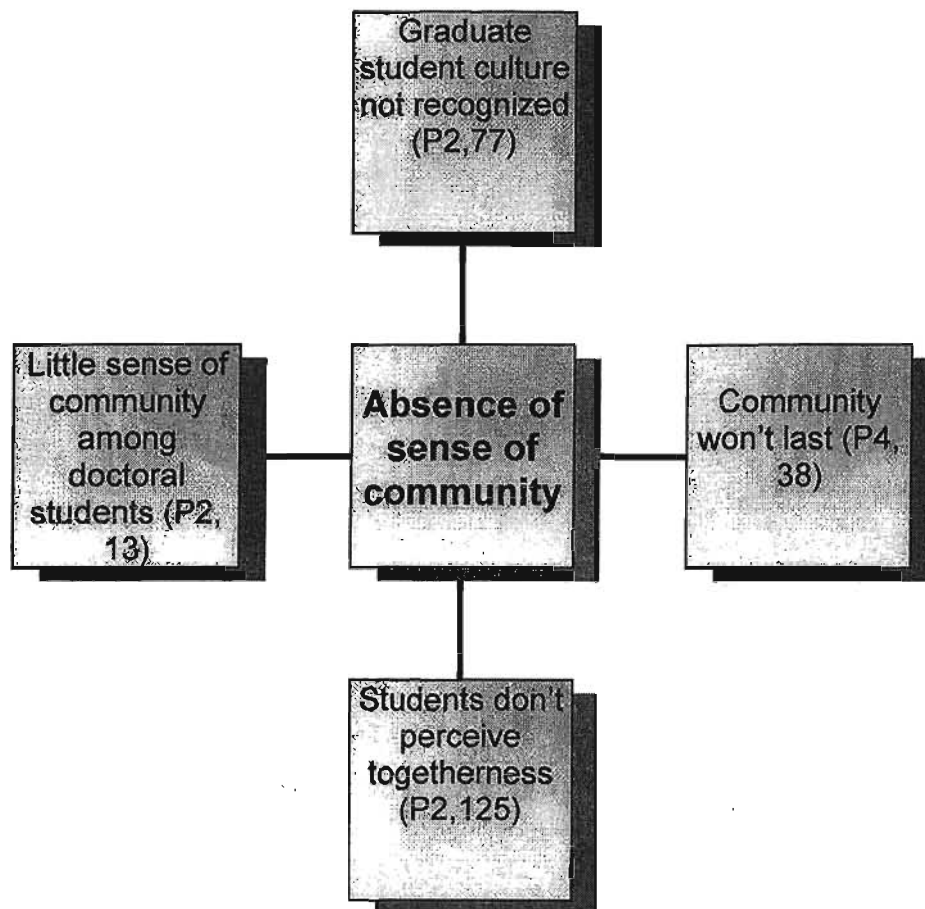 Graduate
student culture
not recognized
(P2,77)
Little sense of
community
among
doctoral
students (P2,
13)
Absence of
sense of
community
Community
won't last (P4,
38)
Students don't
perceive
togetherness
(P2,125)